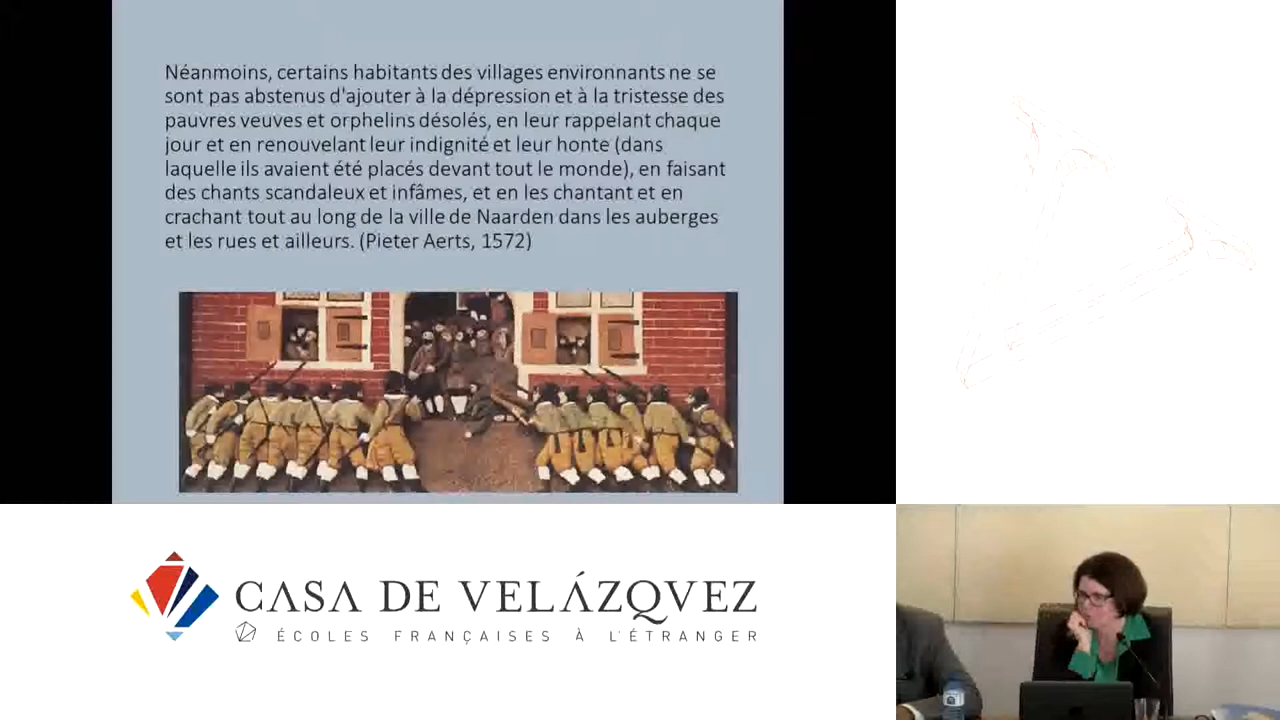 Néanmoins, certains habitants des villages environnants ne se
sont pas abstenus d'ajouter à la dépression et à la tristesse des
pauvres veuves et orphelins désolés, en leur rappelant chaque
jour et en renouvelant leur indignité et leur honte (dans
laquelle ils avaient été placés devant tout le monde), en faisant
des chants scandaleux et infâmes, et en les chantant et en
crachant tout au long de la ville de Naarden dans les auberges
et les rues et ailleurs. (Pieter Aerts, 1572)
CASA DE VELÁZQVEZ
ÉCOLES FRANÇAISES À L'ÉTRANGER